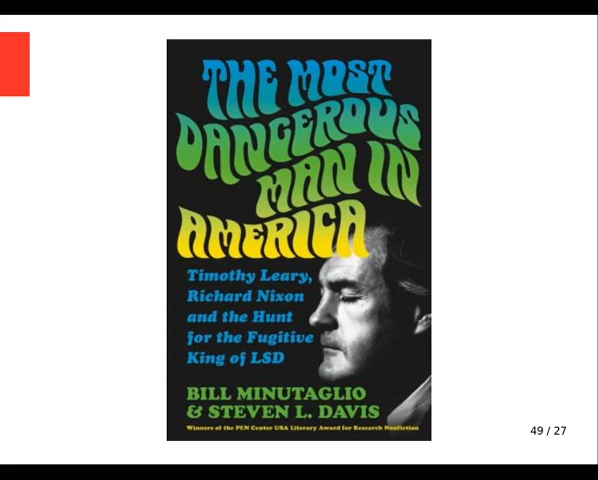 THE MOST
DANGEROUS
MAN IN
AMERICA
Timothy Leary,
Richard Nixon
and the Hunt
for the Fugitive
King of LSD
BILL MINUTAGLIO
& STEVEN L. DAVIS
Winners of the PEN Center USA Literary Award for Research Nonfiction
49 / 27